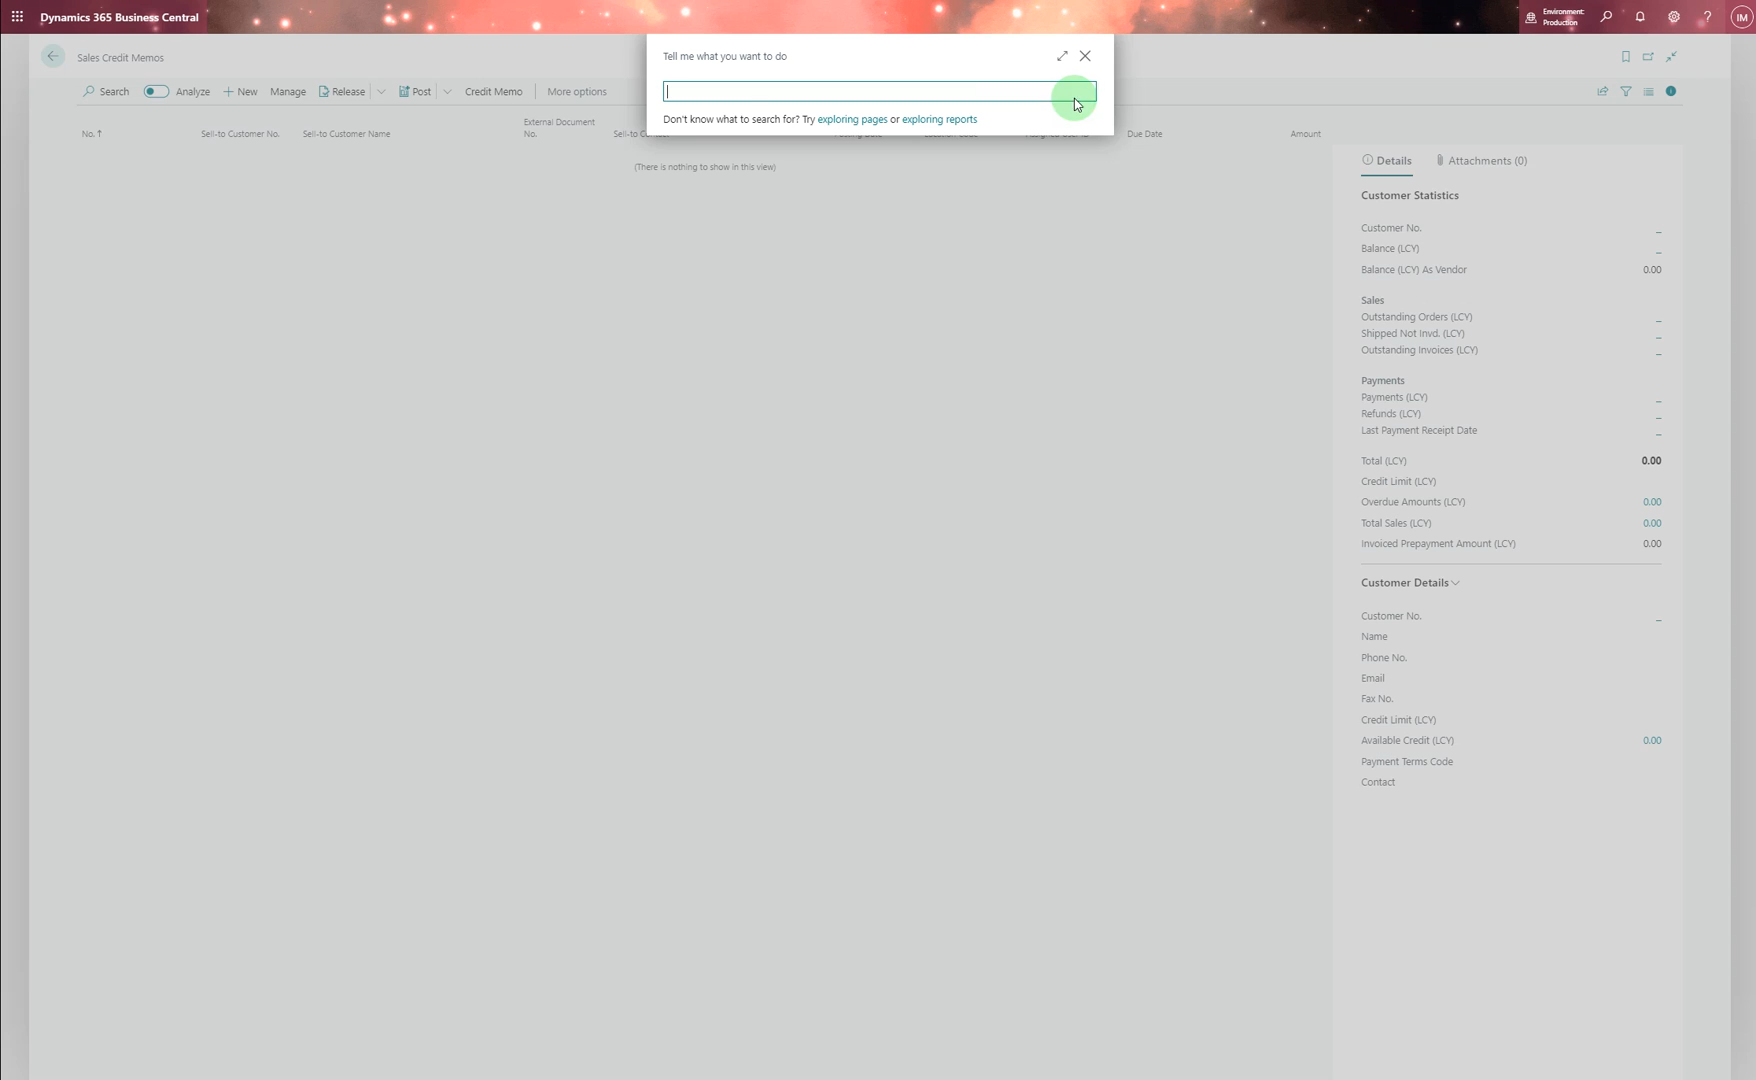 Dynamics 365 Business Central
Environment:
Production
?
IM
Sales Credit Memos
Tell me what you want to do
Search
Analyze
New
Manage
Release
Post
Credit Memo
More options
Don't know what to search for? Try exploring pages or exploring reports
No. ↑
Sell-to Customer No.
Sell-to Customer Name
External Document
No.
Due Date
Amount
(There is nothing to show in this view)
Details
Attachments (0)
Customer Statistics
Customer No. _
Balance (LCY) _
Balance (LCY) As Vendor 0.00
Sales
Outstanding Orders (LCY) _
Shipped Not Invd. (LCY) _
Outstanding Invoices (LCY) _
Payments
Payments (LCY) _
Refunds (LCY) _
Last Payment Receipt Date _
Total (LCY) 0.00
Credit Limit (LCY)
Overdue Amounts (LCY) 0.00
Total Sales (LCY) 0.00
Invoiced Prepayment Amount (LCY) 0.00
Customer Details
Customer No. _
Name
Phone No.
Email
Fax No.
Credit Limit (LCY)
Available Credit (LCY) 0.00
Payment Terms Code
Contact